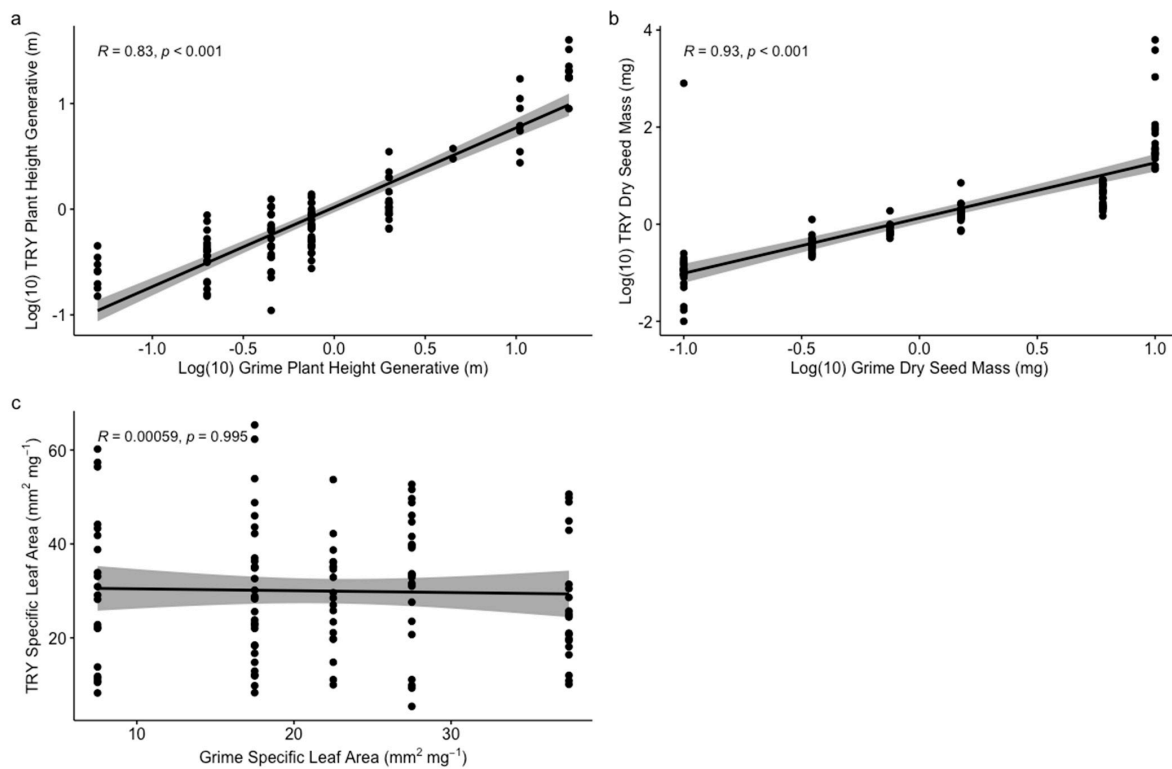 a
R = 0.83, p < 0.001
Log(10) TRY Plant Height Generative (m)
1
0
-1
-1.0 -0.5 0.0 0.5 1.0
Log(10) Grime Plant Height Generative (m)
b
R = 0.93, p < 0.001
Log(10) TRY Dry Seed Mass (mg)
4
2
0
-2
-1.0 -0.5 0.0 0.5 1.0
Log(10) Grime Dry Seed Mass (mg)
c
R = 0.00059, p = 0.995
TRY Specific Leaf Area (mm² mg⁻¹)
60
40
20
10 20 30
Grime Specific Leaf Area (mm² mg⁻¹)